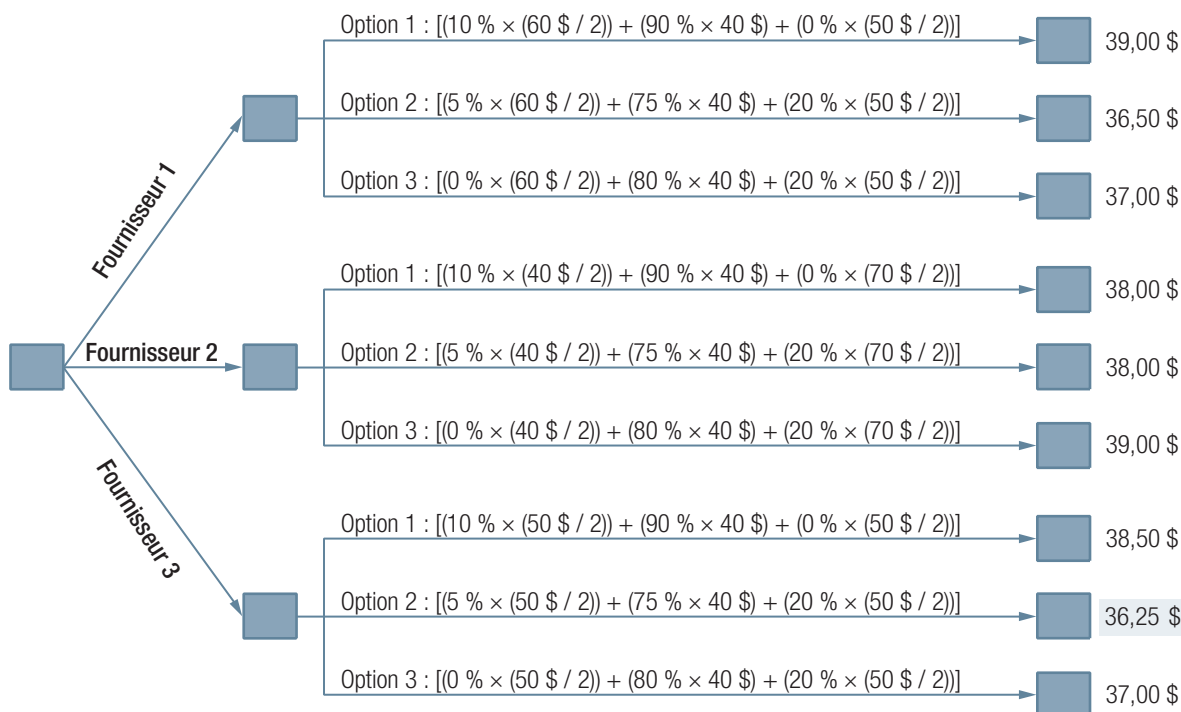 Option 1 : [(10 % × (60 $ / 2)) + (90 % × 40 $) + (0 % × (50 $ / 2))]
39,00 $
Option 2 : [(5 % × (60 $ / 2)) + (75 % × 40 $) + (20 % × (50 $ / 2))]
36,50 $
Fournisseur 1
Option 3 : [(0 % × (60 $ / 2)) + (80 % × 40 $) + (20 % × (50 $ / 2))]
37,00 $
Option 1 : [(10 % × (40 $ / 2)) + (90 % × 40 $) + (0 % × (70 $ / 2))]
38,00 $
Fournisseur 2
Option 2 : [(5 % × (40 $ / 2)) + (75 % × 40 $) + (20 % × (70 $ / 2))]
38,00 $
Option 3 : [(0 % × (40 $ / 2)) + (80 % × 40 $) + (20 % × (70 $ / 2))]
39,00 $
Fournisseur 3
Option 1 : [(10 % × (50 $ / 2)) + (90 % × 40 $) + (0 % × (50 $ / 2))]
38,50 $
Option 2 : [(5 % × (50 $ / 2)) + (75 % × 40 $) + (20 % × (50 $ / 2))]
36,25 $
Option 3 : [(0 % × (50 $ / 2)) + (80 % × 40 $) + (20 % × (50 $ / 2))]
37,00 $